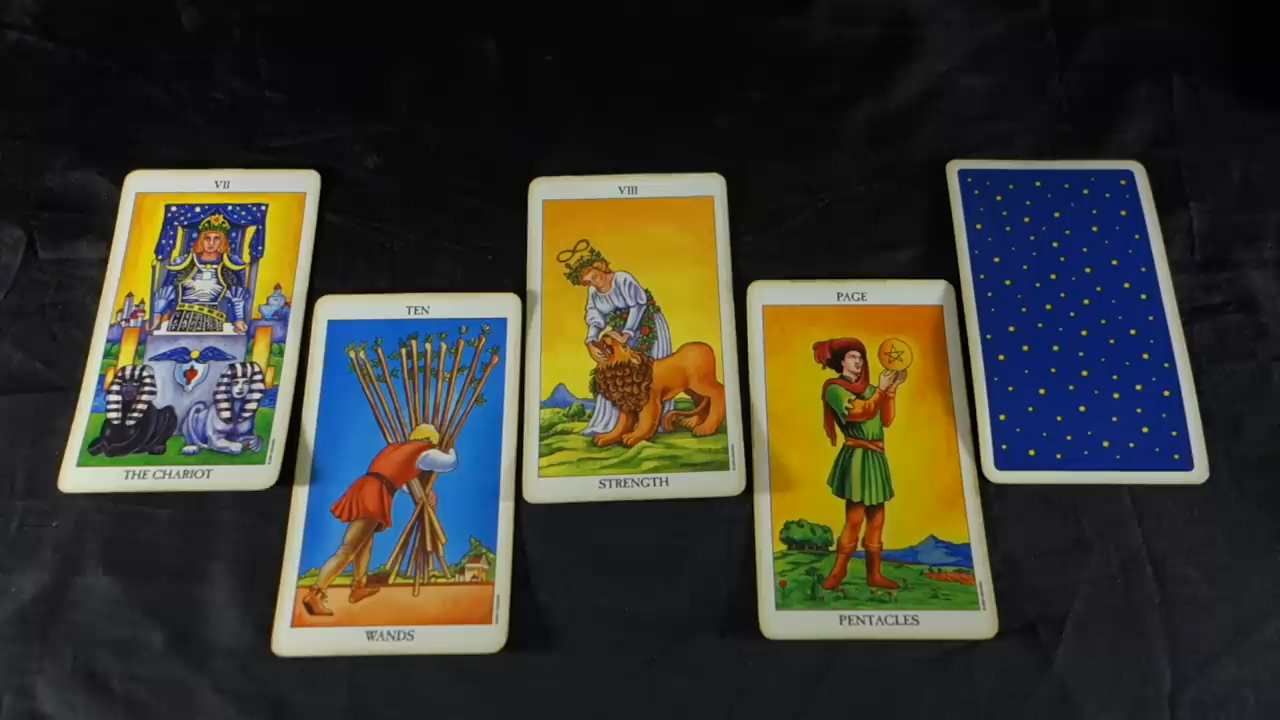 VII
THE CHARIOT
TEN
WANDS
VIII
STRENGTH
PAGE
PENTACLES